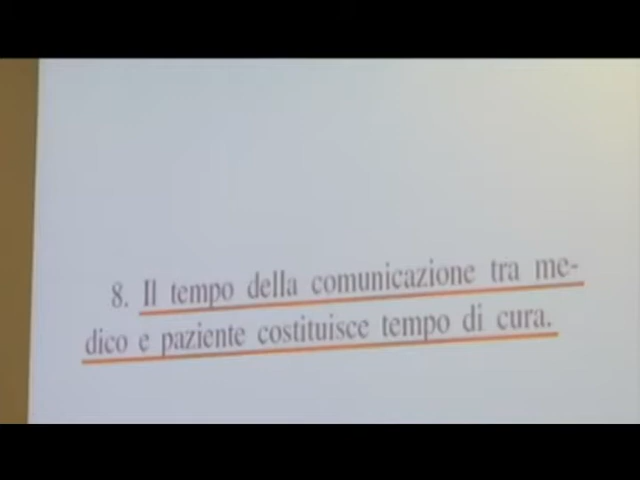 8. Il tempo della comunicazione tra me-
dico e paziente costituisce tempo di cura.